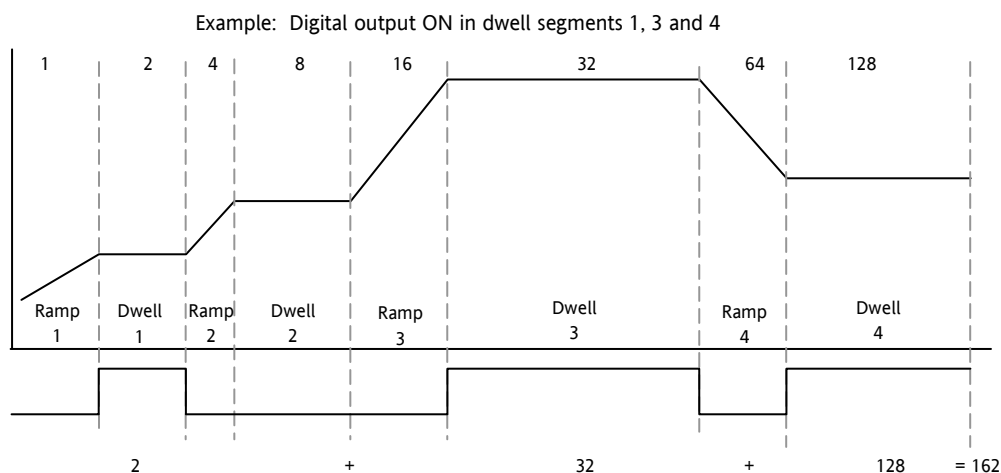 Example: Digital output ON in dwell segments 1, 3 and 4
1 2 4 8 16 32 64 128
Ramp 1
Dwell 1
Ramp 2
Dwell 2
Ramp 3
Dwell 3
Ramp 4
Dwell 4
2 + 32 + 128 = 162